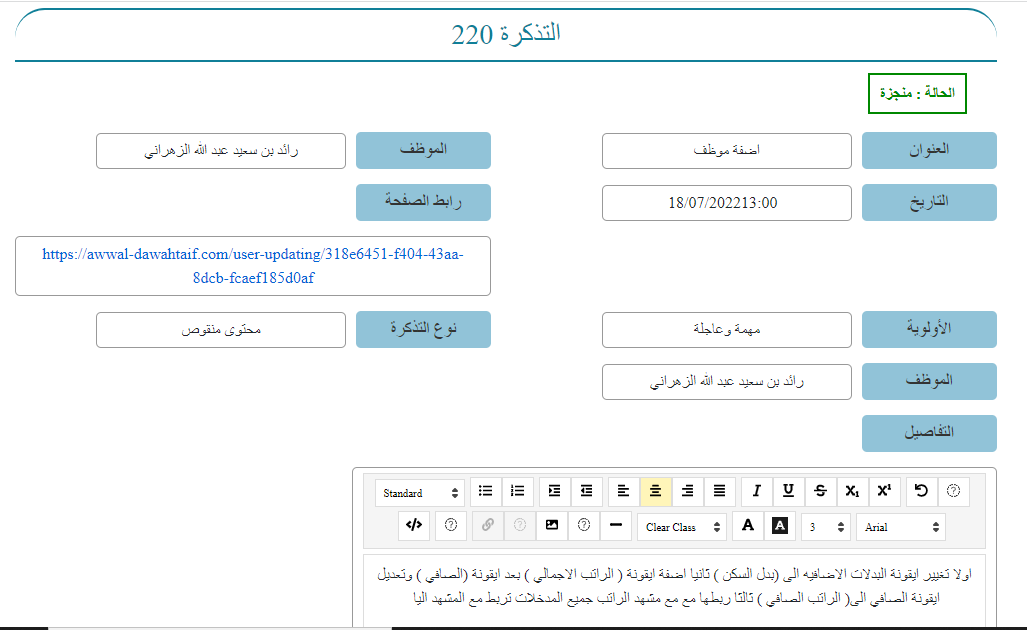 التذكرة 220
الحالة : منجزة
العنوان
اضفة موظف
الموظف
رائد بن سعيد عبد الله الزهراني
التاريخ
18/07/202213:00
رابط الصفحة
https://awwal-dawahtaif.com/user-updating/318e6451-f404-43aa-
8dcb-fcaef185d0af
الأولوية
مهمة وعاجلة
نوع التذكرة
محتوى منقوص
الموظف
رائد بن سعيد عبد الله الزهراني
التفاصيل
Standard
Clear Class
3
Arial
اولا تغيير ايقونة البدلات الاضافيه الى (بدل السكن ) ثانيا اضفة ايقونة ( الراتب الاجمالي ) بعد ايقونة (الصافي ) وتعديل
ايقونة الصافي الى( الراتب الصافي ) ثالثا ربطها مع مع مشهد الراتب جميع المدخلات تربط مع المشهد اليا